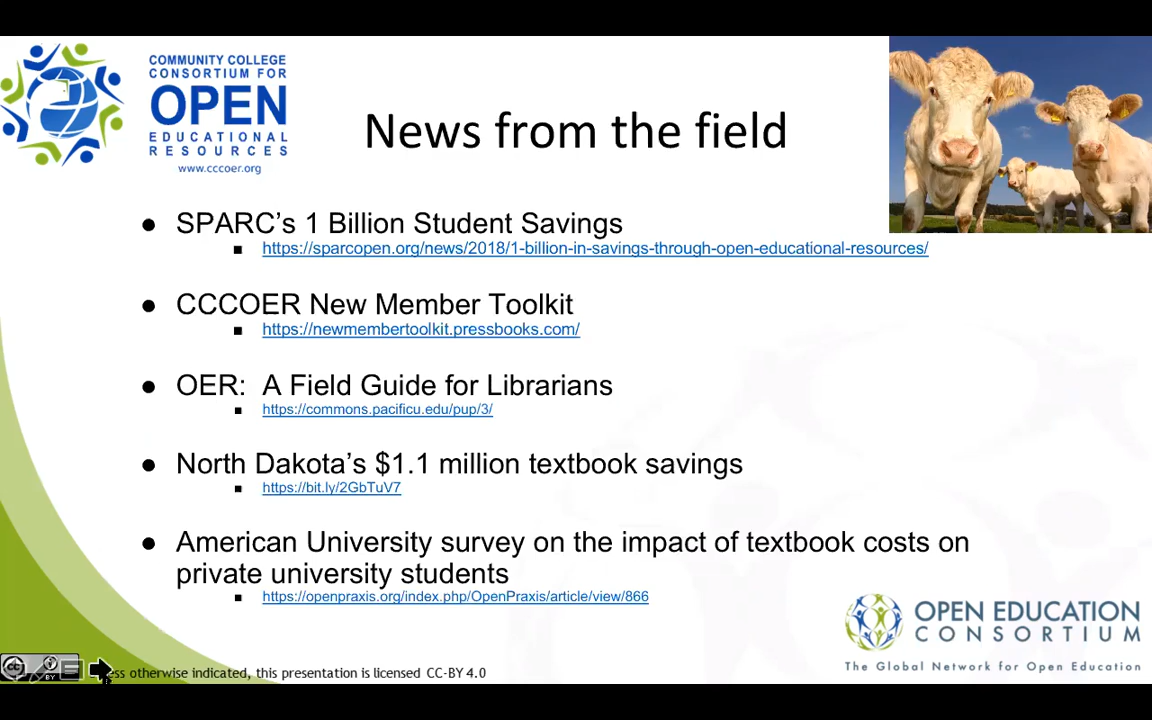 COMMUNITY COLLEGE
CONSORTIUM FOR
OPEN
EDUCATIONAL
RESOURCES
www.cccoer.org
News from the field
● SPARC’s 1 Billion Student Savings
■ https://sparcopen.org/news/2018/1-billion-in-savings-through-open-educational-resources/
● CCCOER New Member Toolkit
■ https://newmembertoolkit.pressbooks.com/
● OER:  A Field Guide for Librarians
■ https://commons.pacificu.edu/pup/3/
● North Dakota’s $1.1 million textbook savings
■ https://bit.ly/2GbTuV7
● American University survey on the impact of textbook costs on
private university students
■ https://openpraxis.org/index.php/OpenPraxis/article/view/866
OPEN EDUCATION
CONSORTIUM
The Global Network for Open Education
cc BY
otherwise indicated, this presentation is licensed CC-BY 4.0